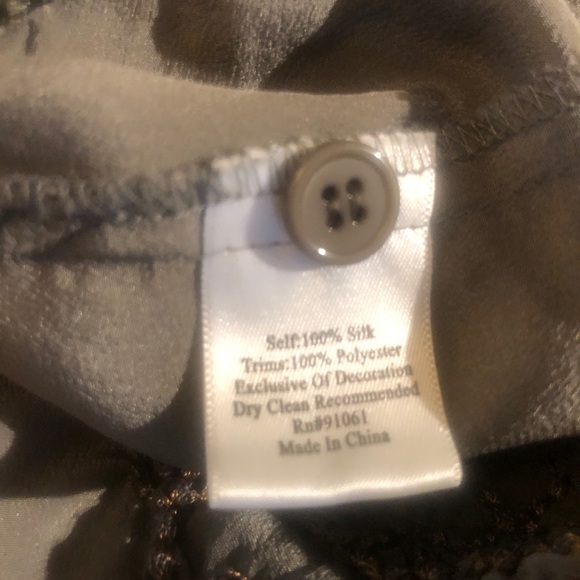 Self:100% Silk
Trims:100% Polyester
Exclusive Of Decoration
Dry Clean Recommended
Rn#91061
Made In China